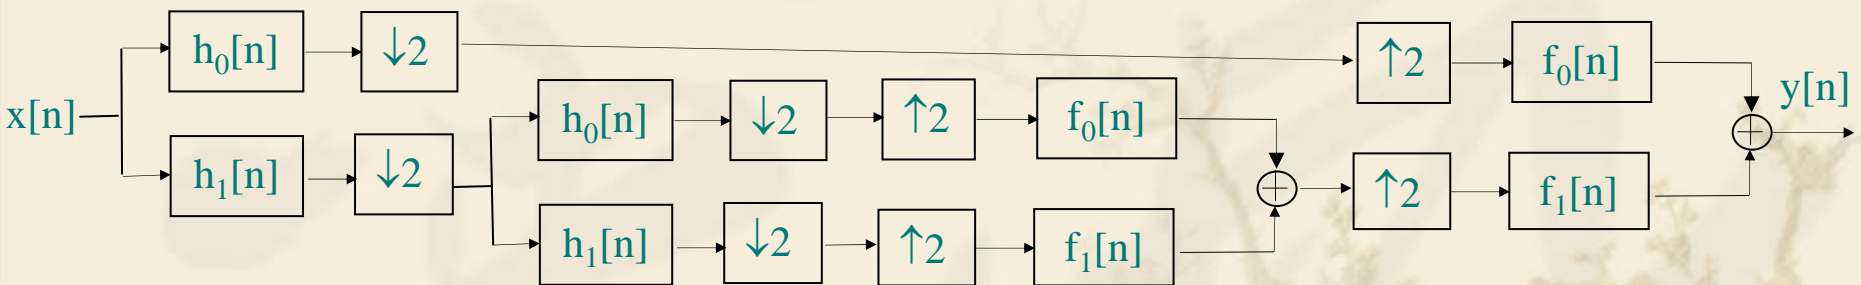 h₀[n] ↓2 ↑2 f₀[n]
x[n] h₀[n] ↓2 ↑2 f₀[n] y[n]
h₁[n] ↓2 ↑2 f₁[n]
h₁[n] ↓2 ↑2 f₁[n]